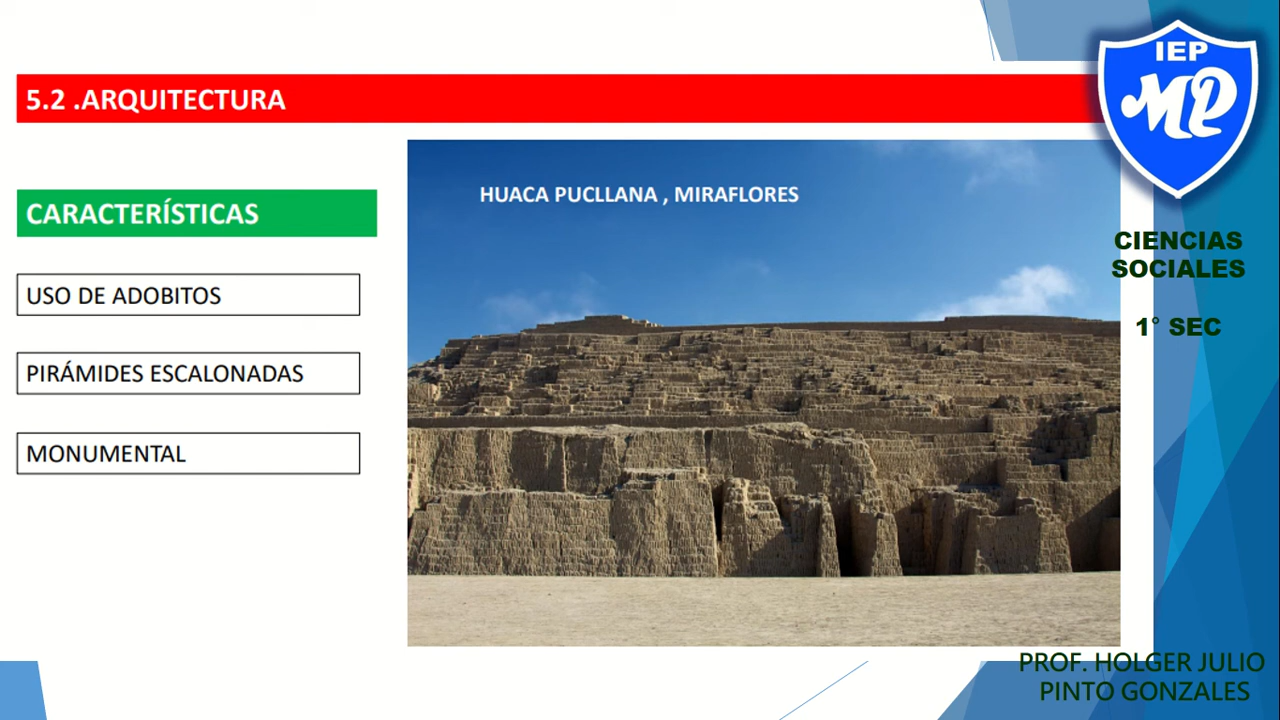 5.2 .ARQUITECTURA
CARACTERÍSTICAS
USO DE ADOBITOS
PIRÁMIDES ESCALONADAS
MONUMENTAL
HUACA PUCLLANA , MIRAFLORES
IEP
MP
CIENCIAS
SOCIALES
1° SEC
PROF. HOLGER JULIO
PINTO GONZALES